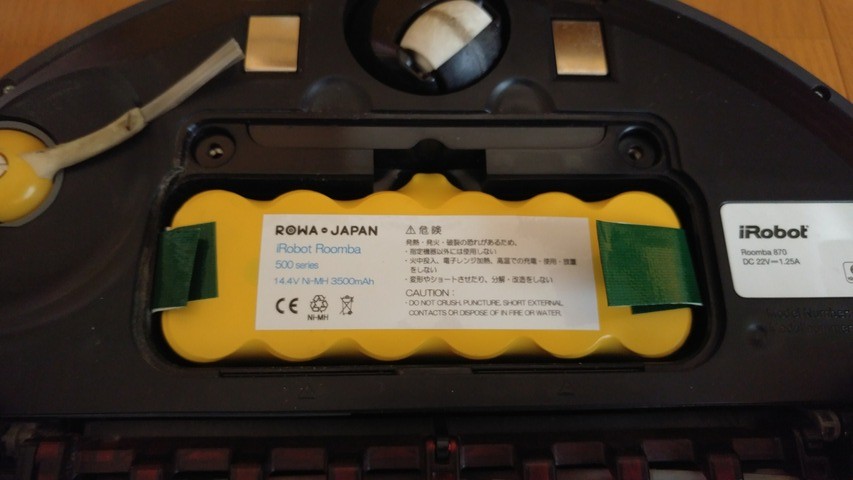 ROWA JAPAN
iRobot Roomba
500 series
14.4V Ni-MH 3500mAh
CE
Ni-MH
⚠危険
発熱・発火・破裂の恐れがあるため、
・指定機器以外には使用しない
・火中投入、電子レンジ加熱、高温での充電・使用・放置
をしない
・変形やショートさせたり、分解・改造をしない
CAUTION:
· DO NOT CRUSH, PUNCTURE, SHORT EXTERNAL
CONTACTS OR DISPOSE OF IN FIRE OR WATER.
iRobot
Roomba 870
DC 22V⎓1.25A